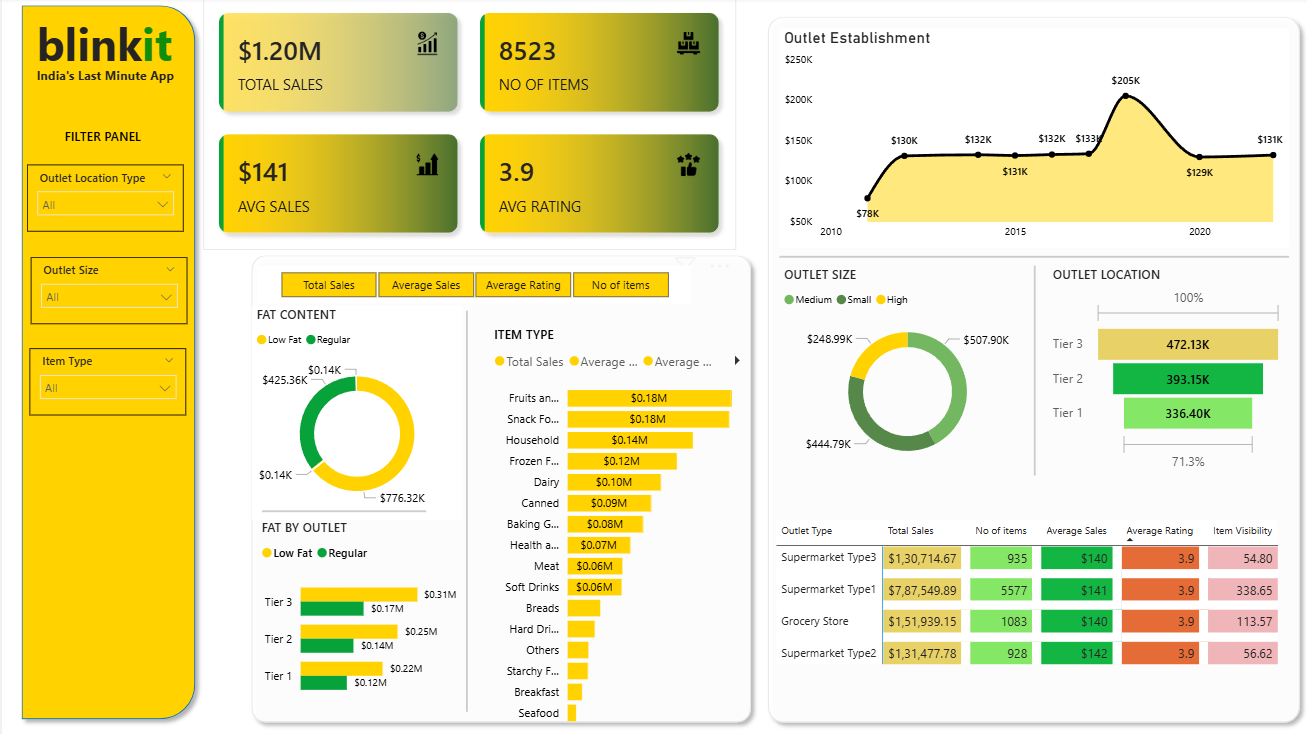 blinkit
India's Last Minute App
FILTER PANEL
Outlet Location Type
All
Outlet Size
All
Item Type
All
$1.20M
TOTAL SALES
8523
NO OF ITEMS
$141
AVG SALES
3.9
AVG RATING
Total Sales Average Sales Average Rating No of items
FAT CONTENT
Low Fat Regular
$0.14K
$425.36K
$0.14K
$776.32K
FAT BY OUTLET
Low Fat Regular
Tier 3 $0.31M
$0.17M
Tier 2 $0.25M
$0.14M
Tier 1 $0.22M
$0.12M
ITEM TYPE
Total Sales Average ... Average ...
Fruits an... $0.18M
Snack Fo... $0.18M
Household $0.14M
Frozen F... $0.12M
Dairy $0.10M
Canned $0.09M
Baking G... $0.08M
Health a... $0.07M
Meat $0.06M
Soft Drinks $0.06M
Breads
Hard Dri...
Others
Starchy F...
Breakfast
Seafood
Outlet Establishment
$250K
$200K
$150K
$100K
$50K
$78K
$130K
$132K
$131K
$132K
$133K
$205K
$129K
$131K
2010 2015 2020
OUTLET SIZE
Medium Small High
$248.99K
$507.90K
$444.79K
OUTLET LOCATION
100%
Tier 3 472.13K
Tier 2 393.15K
Tier 1 336.40K
71.3%
Outlet Type Total Sales No of items Average Sales Average Rating Item Visibility
Supermarket Type3 $1,30,714.67 935 $140 3.9 54.80
Supermarket Type1 $7,87,549.89 5577 $141 3.9 338.65
Grocery Store $1,51,939.15 1083 $140 3.9 113.57
Supermarket Type2 $1,31,477.78 928 $142 3.9 56.62